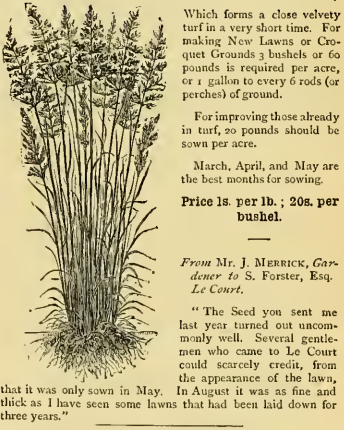 Which forms a close velvety
turf in a very short time. For
making New Lawns or Cro-
quet Grounds 3 bushels or 60
pounds is required per acre,
or 1 gallon to every 6 rods (or
perches) of ground.
For improving those already
in turf, 20 pounds should be
sown per acre.
March, April, and May are
the best months for sowing.
Price 1s. per lb. ; 20s. per
bushel.
From Mr. J. MERRICK, Gar-
dener to S. Forster, Esq.
Le Court.
" The Seed you sent me
last year turned out uncom-
monly well. Several gentle-
men who came to Le Court
could scarcely credit, from
the appearance of the lawn,
that it was only sown in May. In August it was as fine and
thick as I have seen some lawns that had been laid down for
three years."